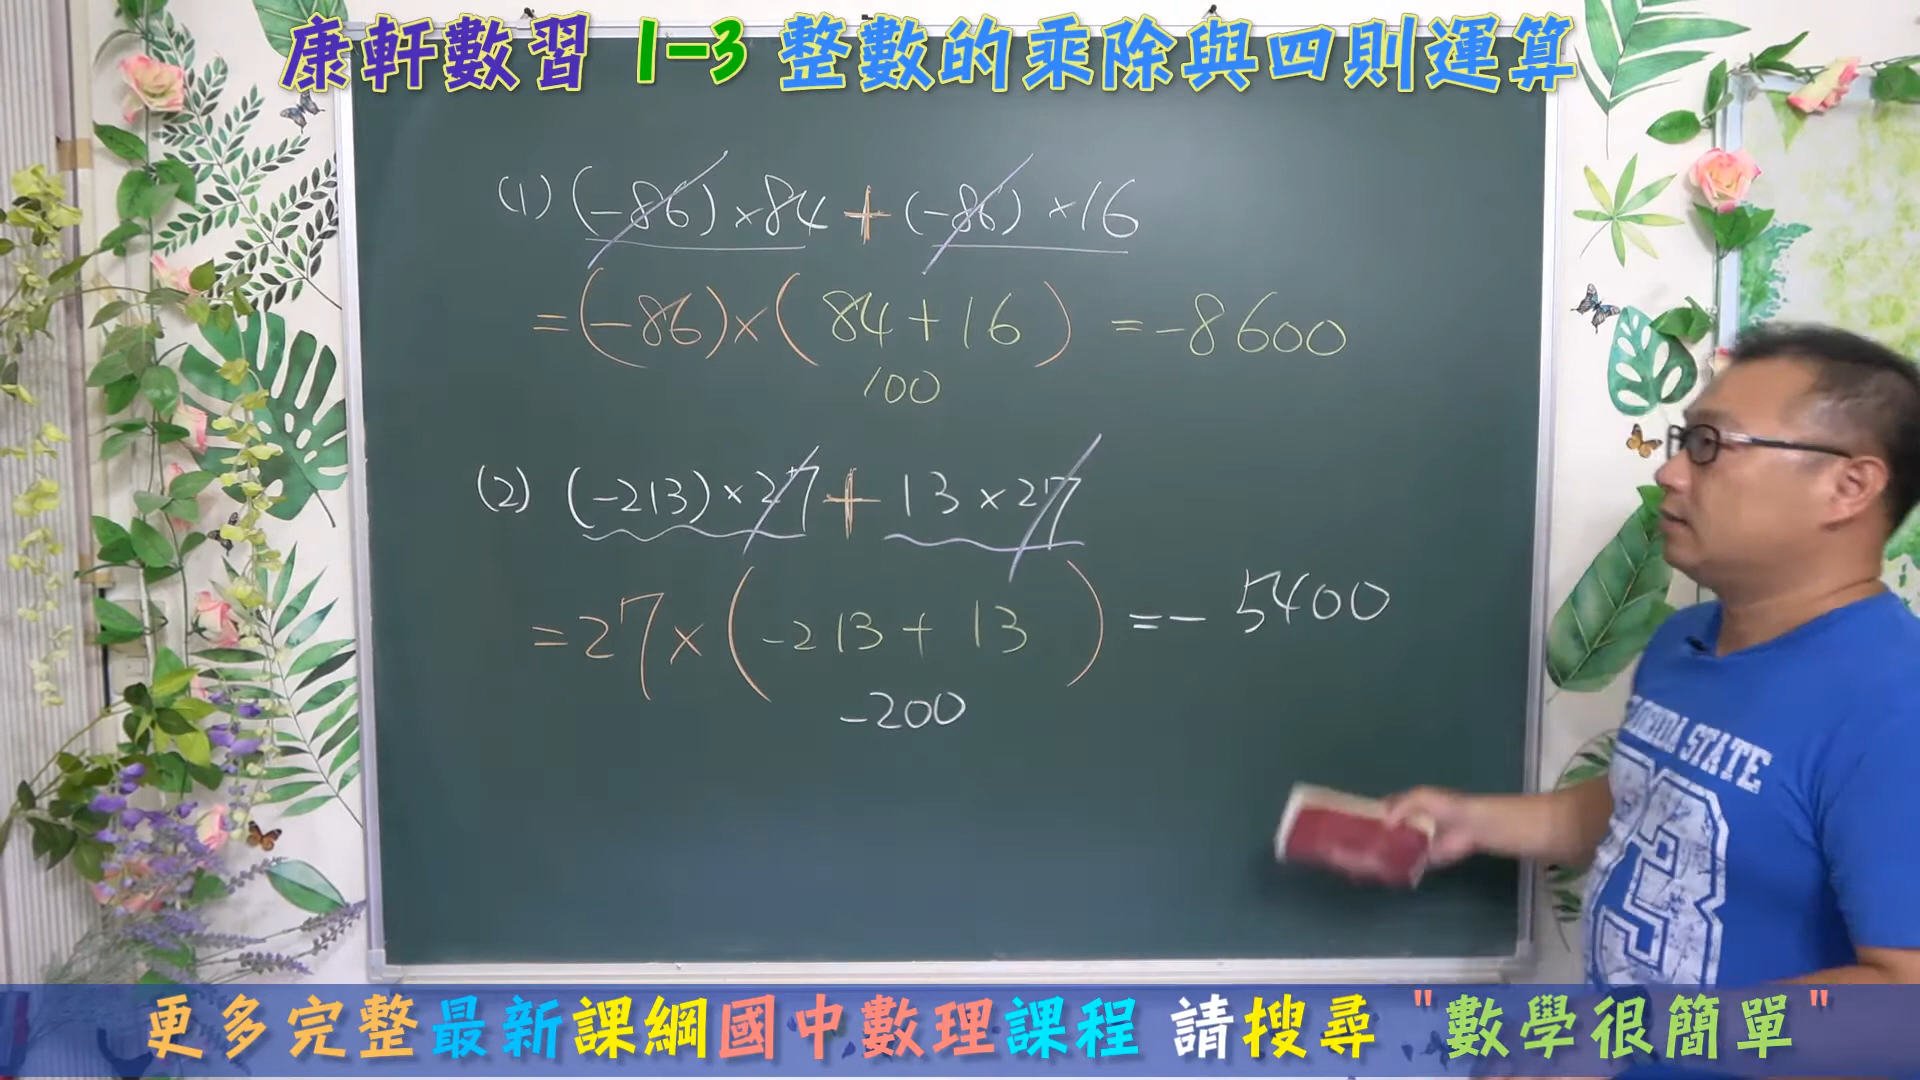 康軒數習 1-3 整數的乘除與四則運算
(1) (-86)×84+(-86)×16
=(-86)×(84+16)=-8600
100
(2) (-213)×27+13×27
=27×(-213+13)=-5400
-200
STATE
更多完整最新課綱國中數理課程 請搜尋 "數學很簡單"